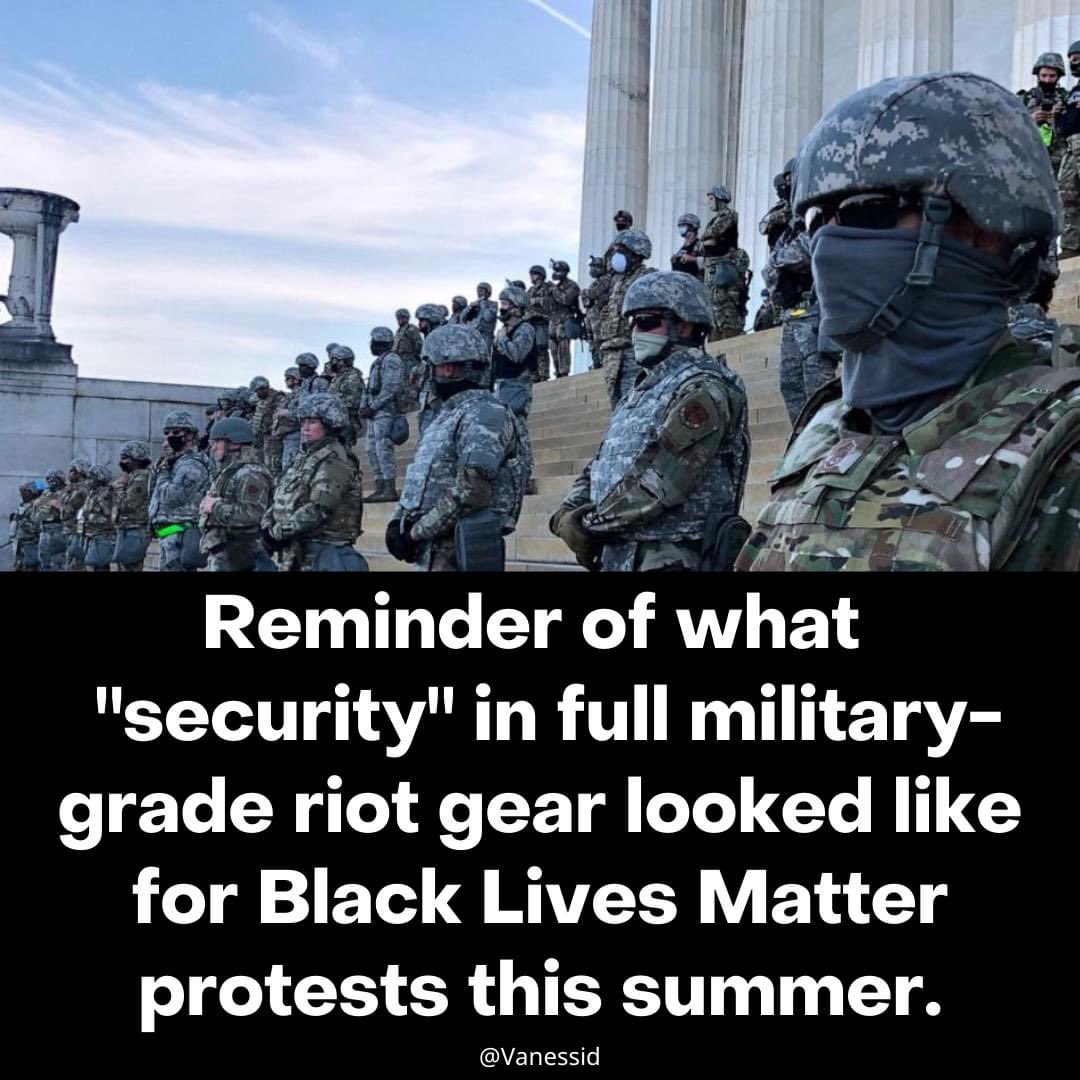 Reminder of what
"security" in full military-
grade riot gear looked like
for Black Lives Matter
protests this summer.
@Vanessid